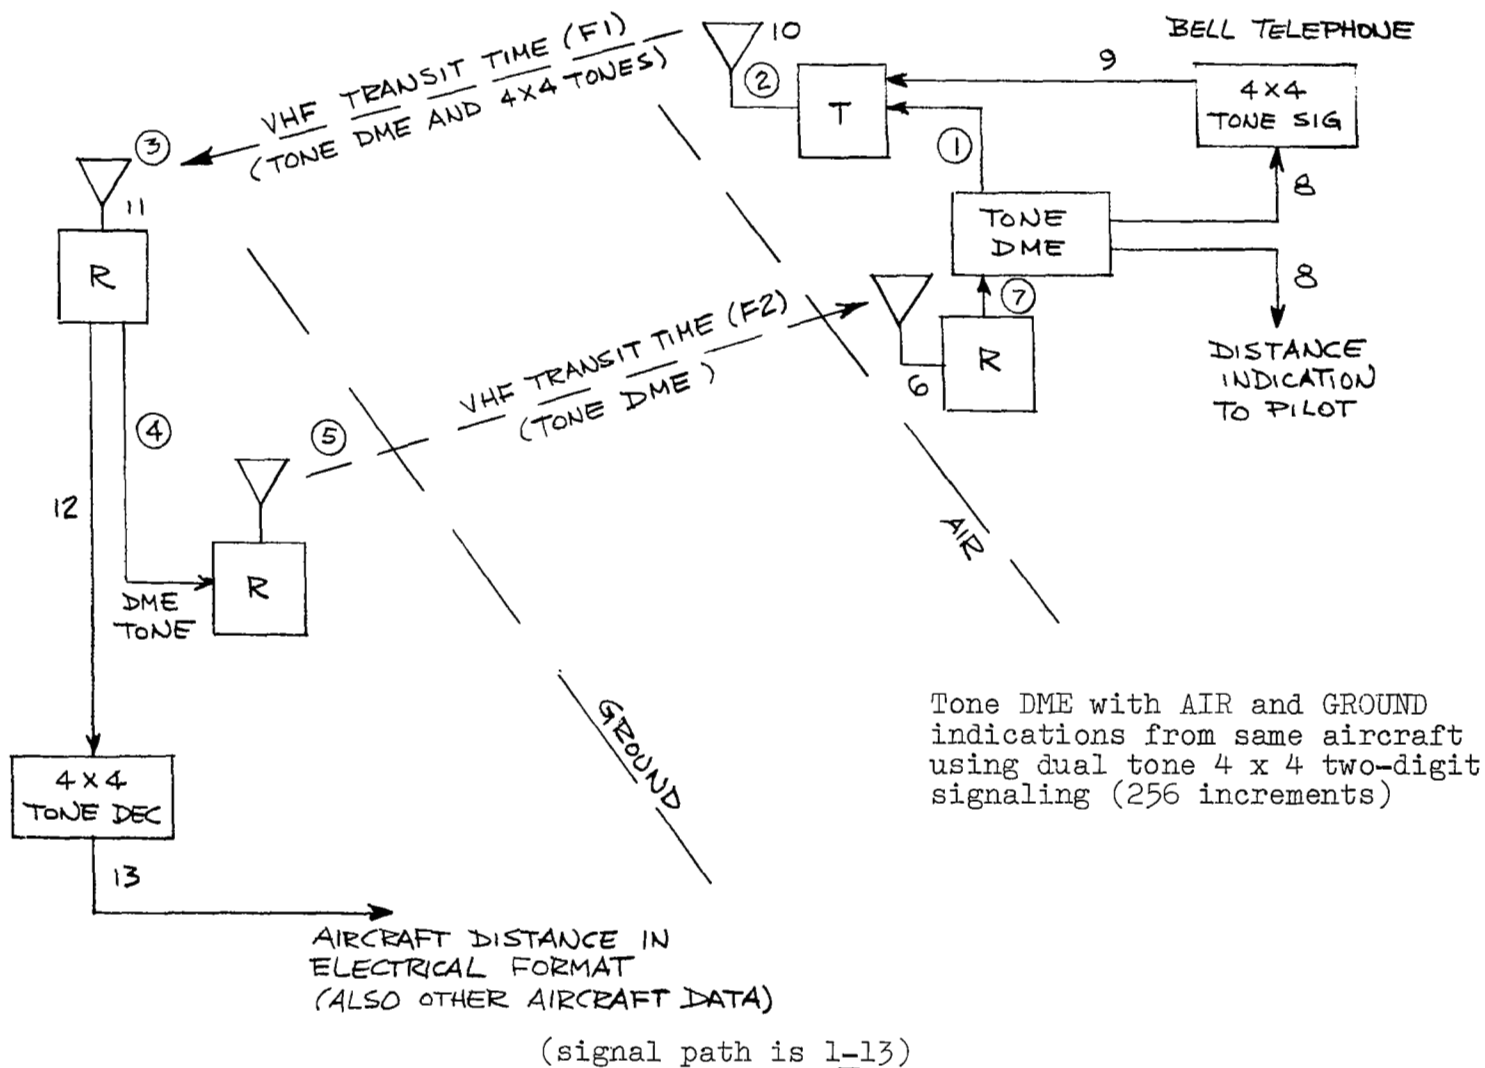 BELL TELEPHONE
VHF TRANSIT TIME (F1)
(TONE DME AND 4X4 TONES)
10
2
T
9
4 X 4
TONE SIG
1
8
3
11
R
TONE
DME
8
7
DISTANCE
INDICATION
TO PILOT
VHF TRANSIT TIME (F2)
(TONE DME)
6
R
4
5
12
DME
TONE
R
AIR
GROUND
Tone DME with AIR and GROUND
indications from same aircraft
using dual tone 4 x 4 two-digit
signaling (256 increments)
4 X 4
TONE DEC
13
AIRCRAFT DISTANCE IN
ELECTRICAL FORMAT
(ALSO OTHER AIRCRAFT DATA)
(signal path is 1-13)